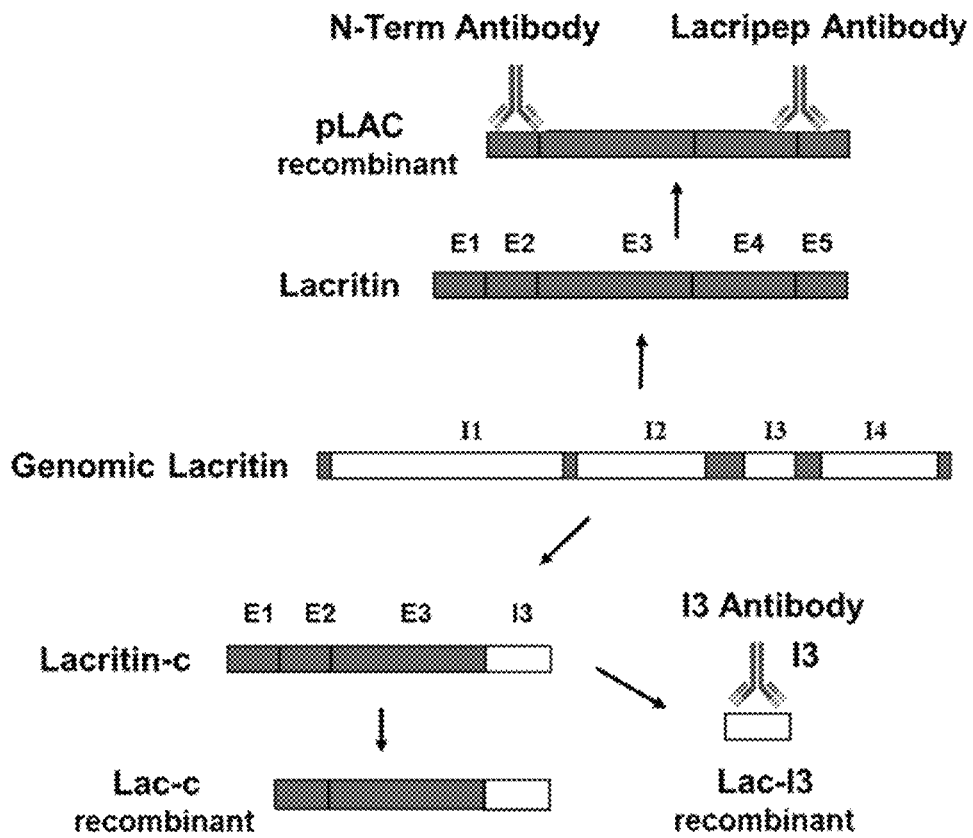 N-Term Antibody Lacripep Antibody
pLAC
recombinant
E1 E2 E3 E4 E5
Lacritin
I1 I2 I3 I4
Genomic Lacritin
E1 E2 E3 I3
I3 Antibody
Lacritin-c
I3
Lac-c
recombinant
Lac-I3
recombinant